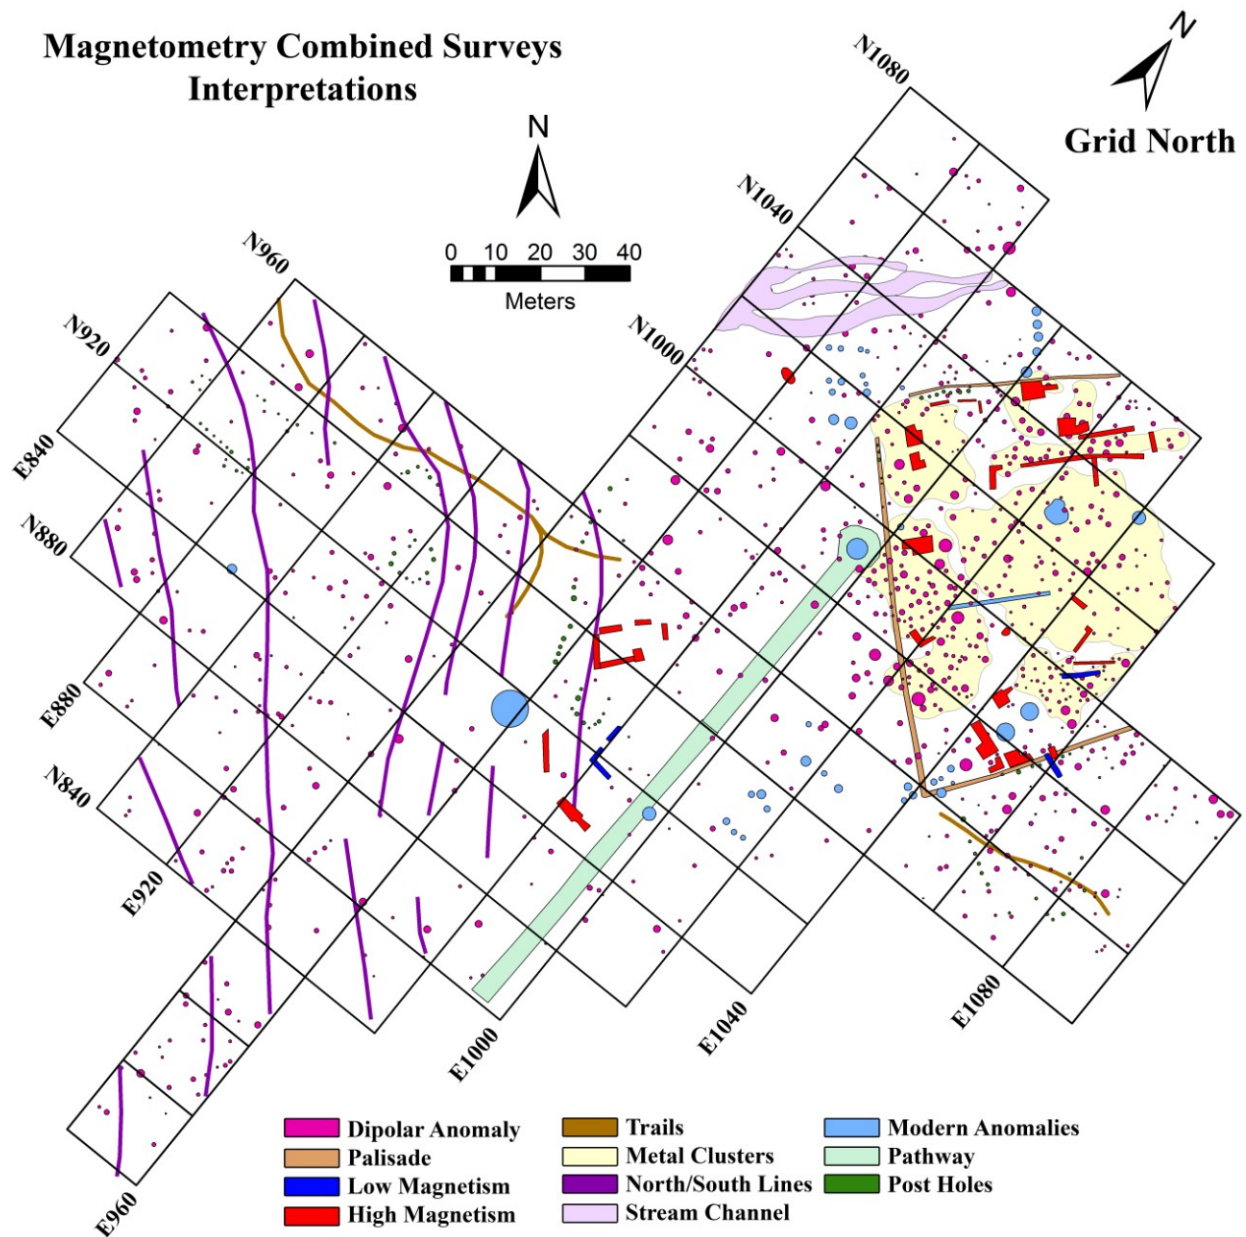 Magnetometry Combined Surveys
Interpretations
N
Grid North
N
0 10 20 30 40
Meters
N1080
N1040
N1000
N960
N920
E840
N880
E880
N840
E920
E960
E1000
E1040
E1080
Dipolar Anomaly
Palisade
Low Magnetism
High Magnetism
Trails
Metal Clusters
North/South Lines
Stream Channel
Modern Anomalies
Pathway
Post Holes